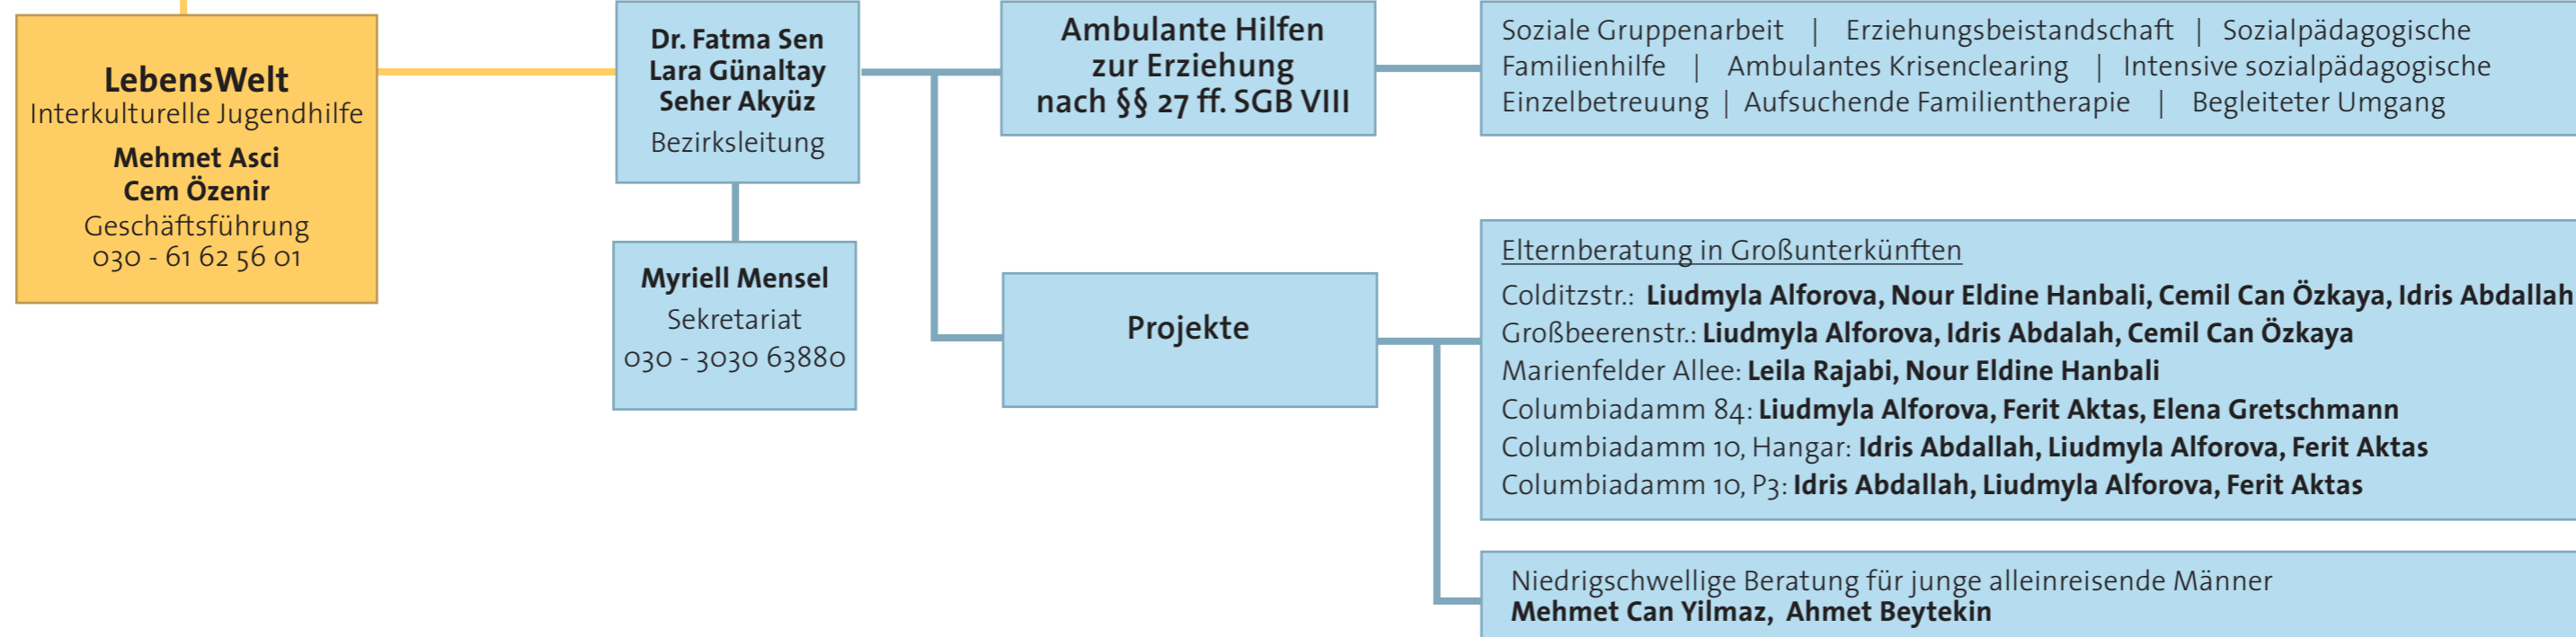 LebensWelt
Interkulturelle Jugendhilfe
Mehmet Asci
Cem Özenir
Geschäftsführung
030 - 61 62 56 01
Dr. Fatma Sen
Lara Günaltay
Seher Akyüz
Bezirksleitung
Myriell Mensel
Sekretariat
030 - 3030 63880
Ambulante Hilfen
zur Erziehung
nach §§ 27 ff. SGB VIII
Projekte
Soziale Gruppenarbeit | Erziehungsbeistandschaft | Sozialpädagogische
Familienhilfe | Ambulantes Krisenclearing | Intensive sozialpädagogische
Einzelbetreuung | Aufsuchende Familientherapie | Begleiteter Umgang
Elternberatung in Großunterkünften
Colditzstr.: Liudmyla Alforova, Nour Eldine Hanbali, Cemil Can Özkaya, Idris Abdallah
Großbeerenstr.: Liudmyla Alforova, Idris Abdalah, Cemil Can Özkaya
Marienfelder Allee: Leila Rajabi, Nour Eldine Hanbali
Columbiadamm 84: Liudmyla Alforova, Ferit Aktas, Elena Gretschmann
Columbiadamm 10, Hangar: Idris Abdallah, Liudmyla Alforova, Ferit Aktas
Columbiadamm 10, P3: Idris Abdallah, Liudmyla Alforova, Ferit Aktas
Niedrigschwellige Beratung für junge alleinreisende Männer
Mehmet Can Yilmaz, Ahmet Beytekin